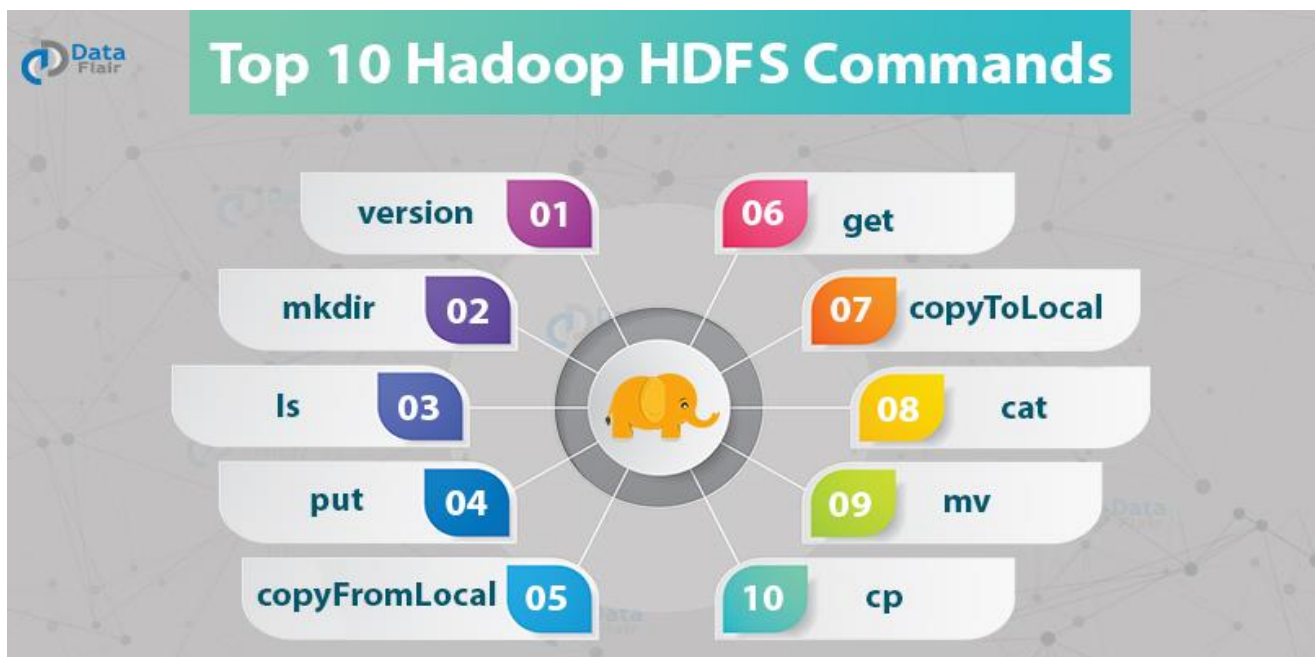 Data
Flair
Top 10 Hadoop HDFS Commands
version 01
mkdir 02
ls 03
put 04
copyFromLocal 05
06 get
07 copyToLocal
08 cat
09 mv
10 cp
Data